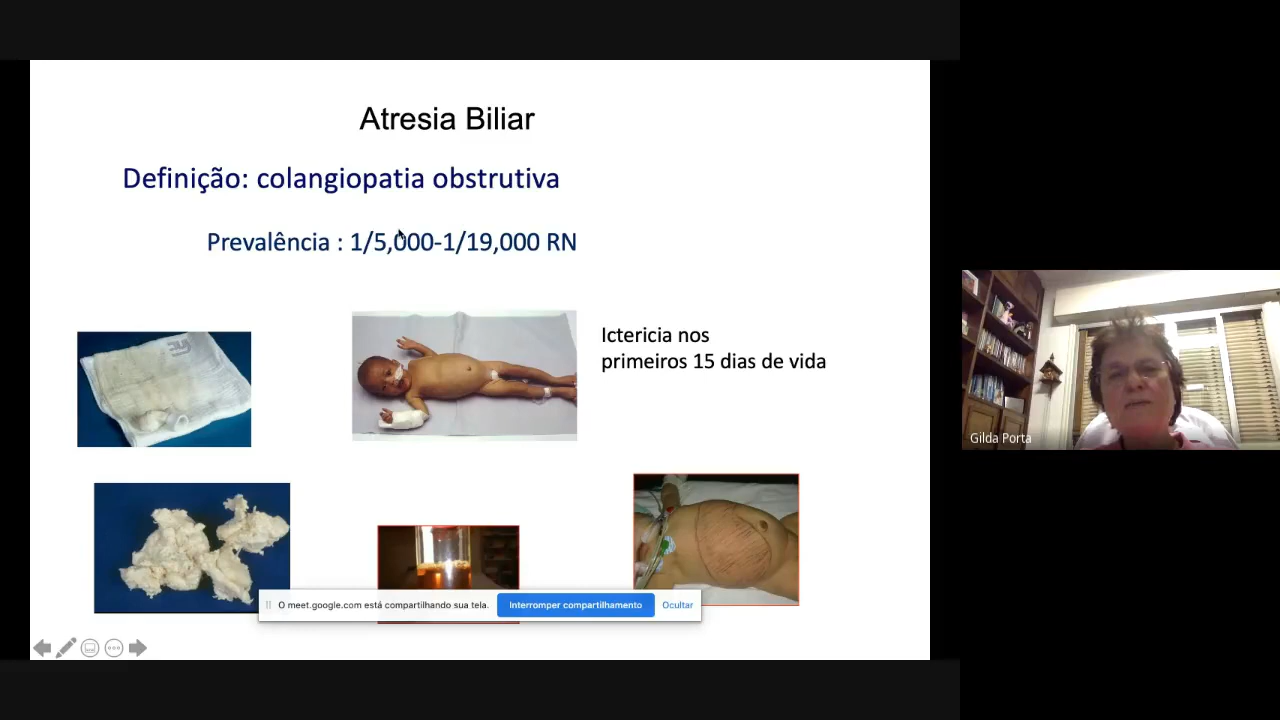 Atresia Biliar
Definição: colangiopatia obstrutiva
Prevalência : 1/5,000-1/19,000 RN
Ictericia nos
primeiros 15 dias de vida
Gilda Porta
O meet.google.com está compartilhando sua tela.
Interromper compartilhamento
Ocultar